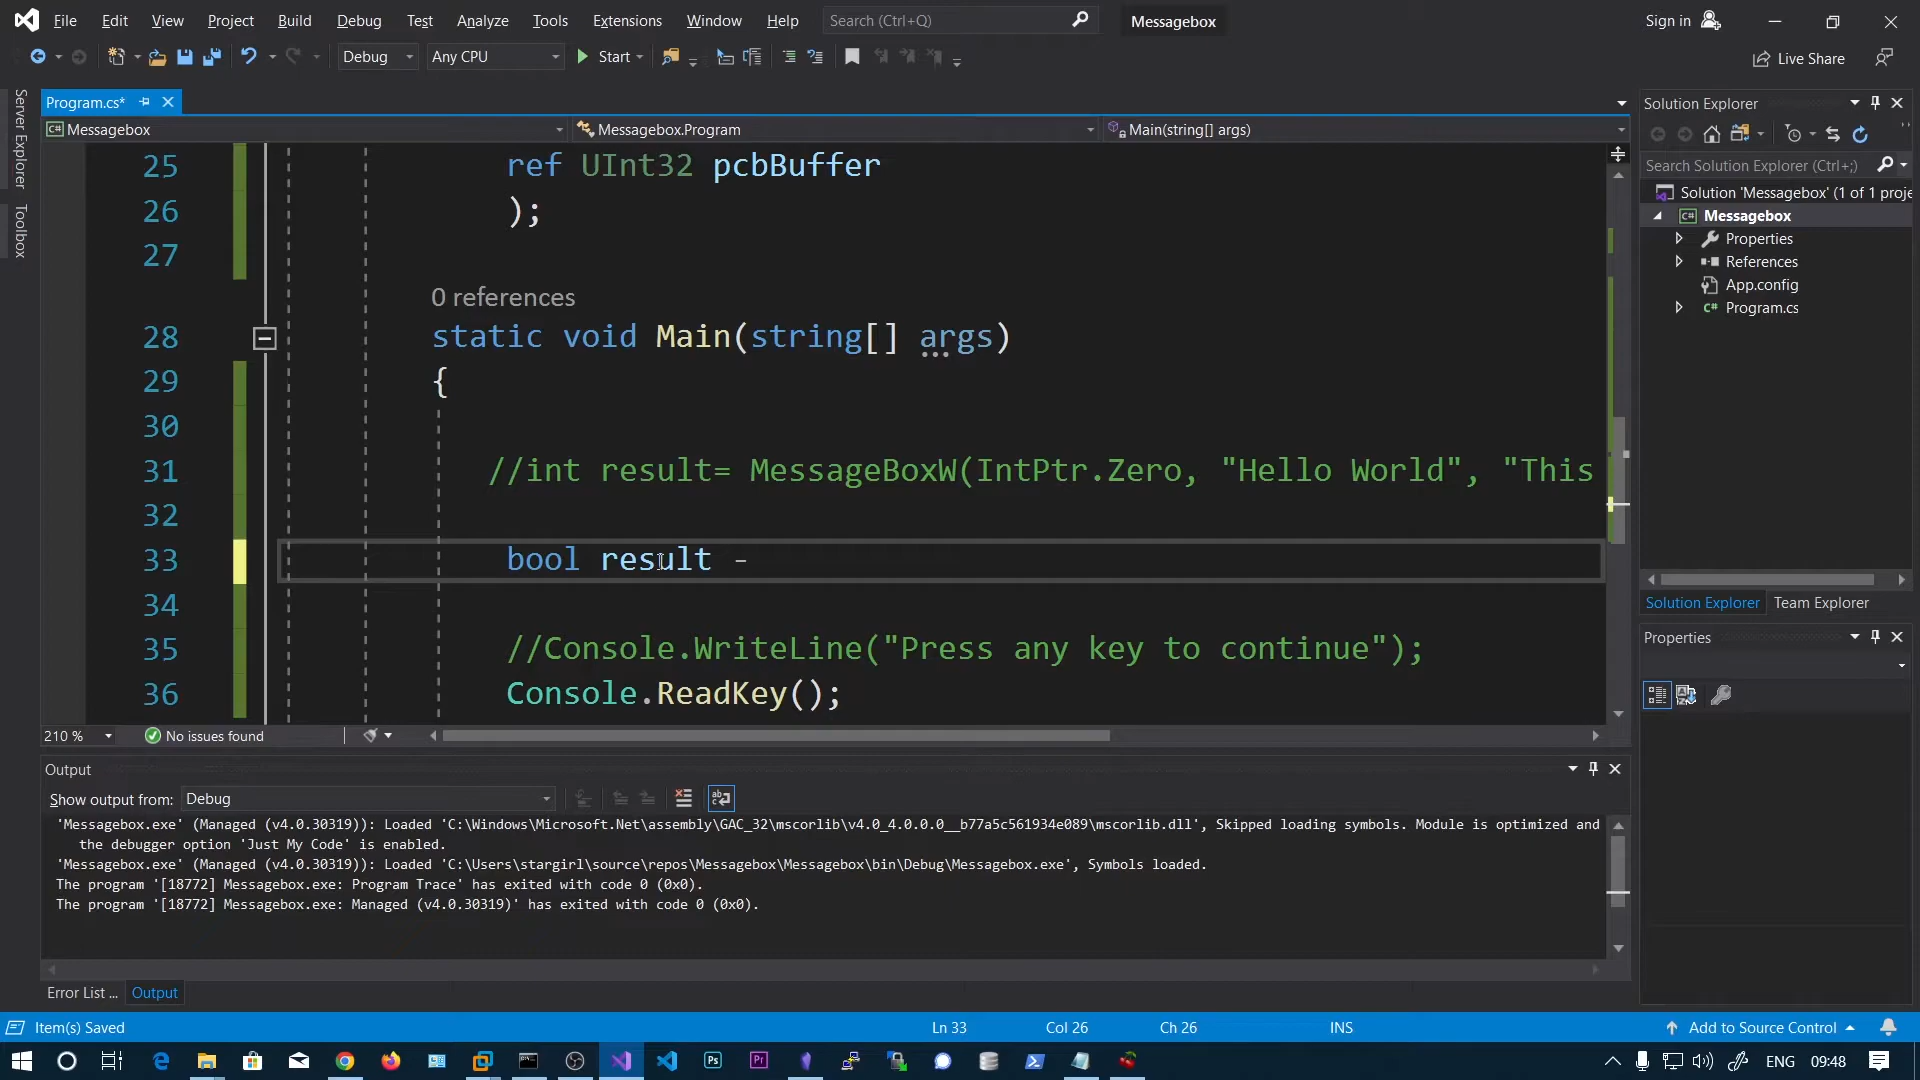 File Edit View Project Build Debug Test Analyze Tools Extensions Window Help Search (Ctrl+Q) Messagebox Sign in
Debug Any CPU Start Live Share
Server Explorer
Toolbox
Program.cs*
Messagebox Messagebox.Program Main(string[] args)
25 ref UInt32 pcbBuffer
26 );
27
0 references
28 static void Main(string[] args)
29 {
30
31 //int result= MessageBoxW(IntPtr.Zero, "Hello World", "This
32
33 bool result -
34
35 //Console.WriteLine("Press any key to continue");
36 Console.ReadKey();
210 % No issues found
Solution Explorer
Search Solution Explorer (Ctrl+;)
Solution 'Messagebox' (1 of 1 proje
C# Messagebox
Properties
References
App.config
C# Program.cs
Solution Explorer Team Explorer
Properties
Output
Show output from: Debug
'Messagebox.exe' (Managed (v4.0.30319)): Loaded 'C:\Windows\Microsoft.Net\assembly\GAC_32\mscorlib\v4.0_4.0.0.0__b77a5c561934e089\mscorlib.dll', Skipped loading symbols. Module is optimized and
the debugger option 'Just My Code' is enabled.
'Messagebox.exe' (Managed (v4.0.30319)): Loaded 'C:\Users\stargirl\source\repos\Messagebox\Messagebox\bin\Debug\Messagebox.exe', Symbols loaded.
The program '[18772] Messagebox.exe: Program Trace' has exited with code 0 (0x0).
The program '[18772] Messagebox.exe: Managed (v4.0.30319)' has exited with code 0 (0x0).
Error List ... Output
Item(s) Saved Ln 33 Col 26 Ch 26 INS Add to Source Control
Ps Pr ENG 09:48